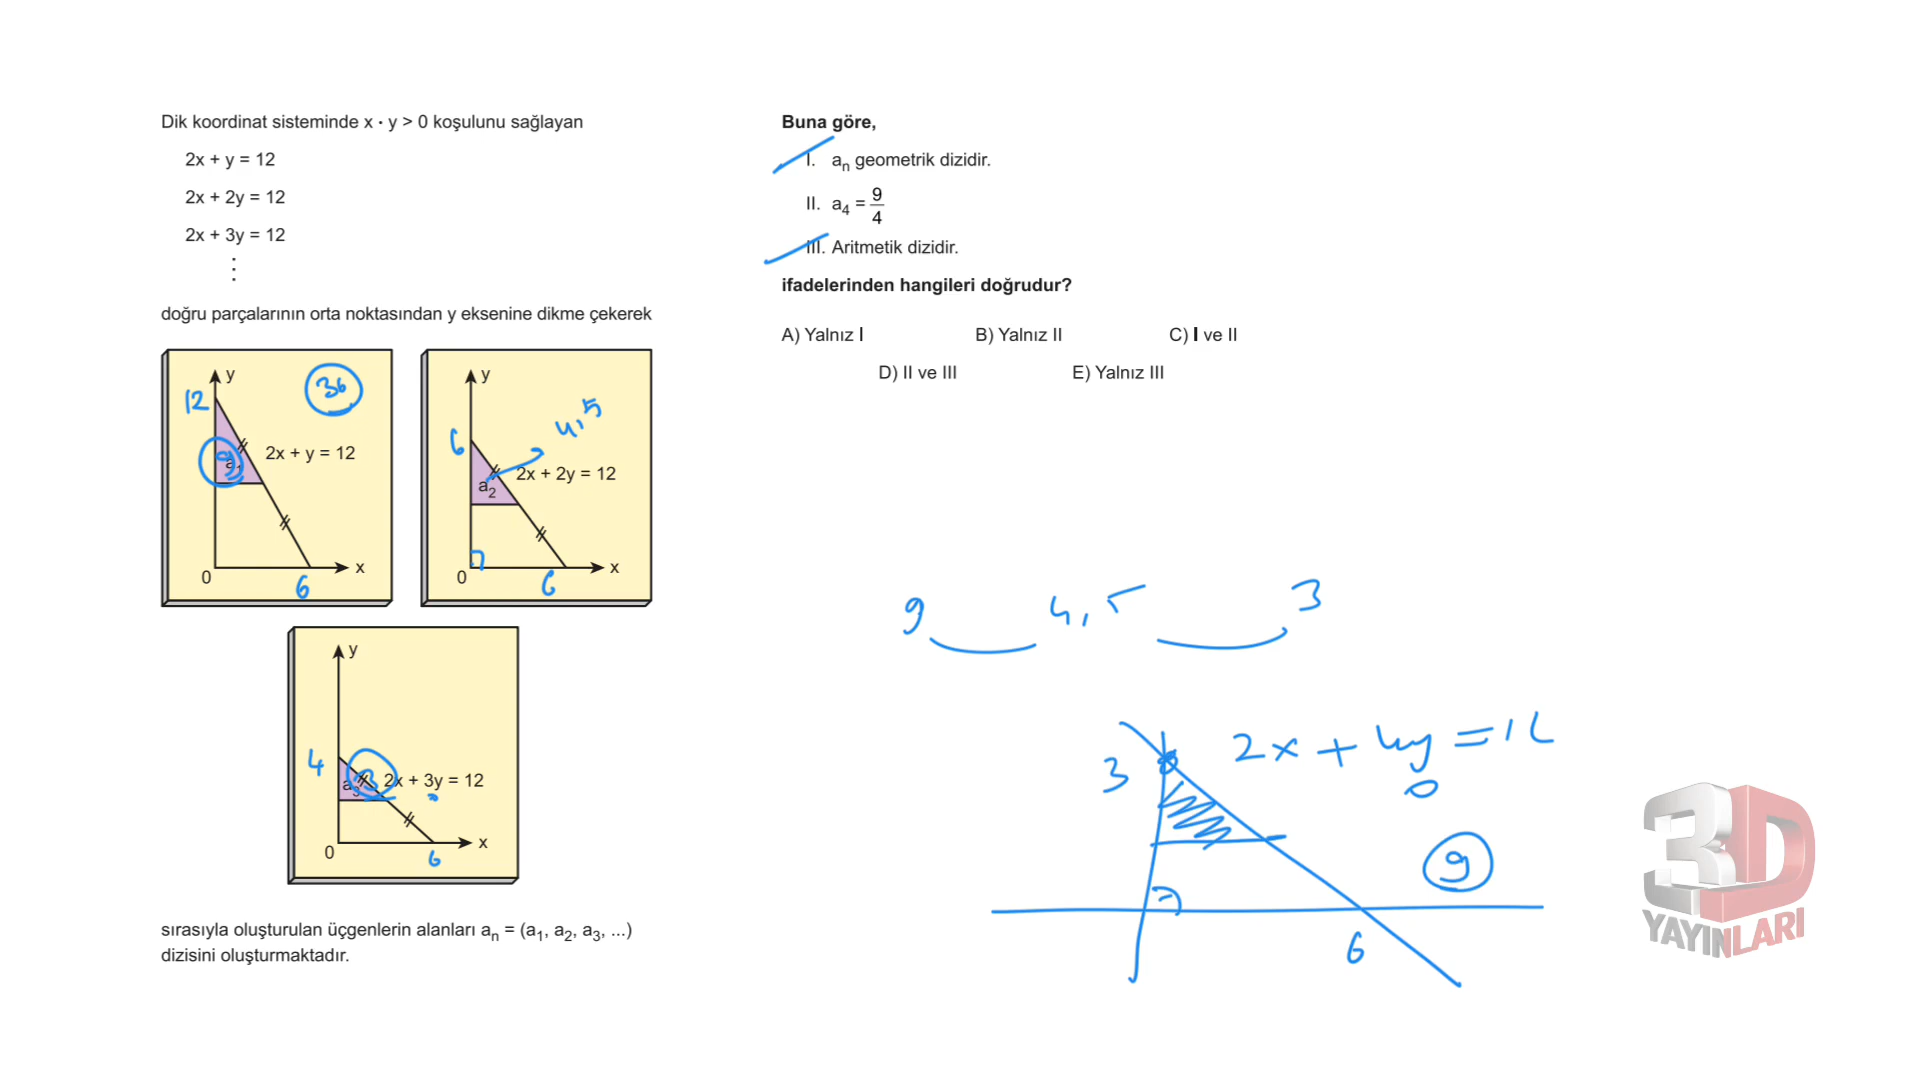 Dik koordinat sisteminde x · y > 0 koşulunu sağlayan
2x + y = 12
2x + 2y = 12
2x + 3y = 12
⋮
doğru parçalarının orta noktasından y eksenine dikme çekerek
y
36
12
9
2x + y = 12
0
6
x
y
4,5
6
2x + 2y = 12
a2
0
6
x
y
4
3
2x + 3y = 12
0
6
x
sırasıyla oluşturulan üçgenlerin alanları an = (a1, a2, a3, ...)
dizisini oluşturmaktadır.
Buna göre,
I. an geometrik dizidir.
II. a4 = 9/4
III. Aritmetik dizidir.
ifadelerinden hangileri doğrudur?
A) Yalnız I B) Yalnız II C) I ve II
D) II ve III E) Yalnız III
9 4,5 3
3 2x + 4y = 12
0
9
6
3D
YAYINLARI